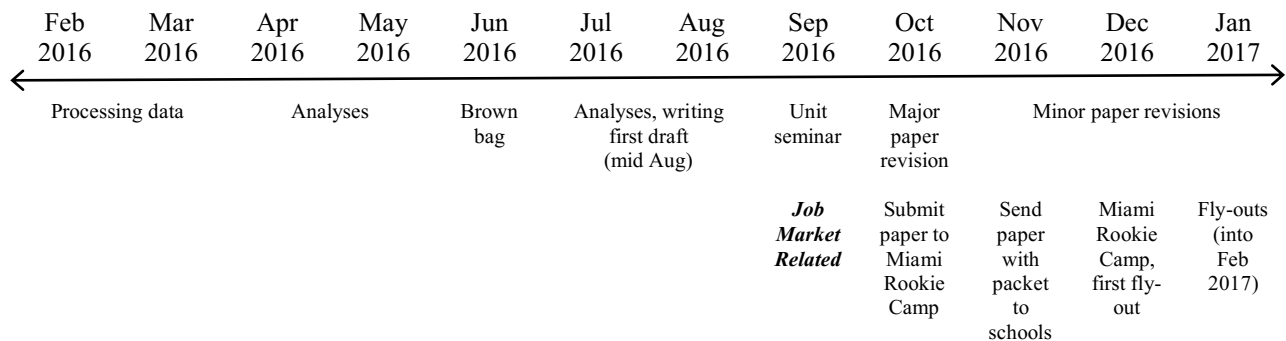 Feb Mar Apr May Jun Jul Aug Sep Oct Nov Dec Jan
2016 2016 2016 2016 2016 2016 2016 2016 2016 2016 2016 2017
Processing data
Analyses
Brown
bag
Analyses, writing
first draft
(mid Aug)
Unit
seminar
Major
paper
revision
Minor paper revisions
Job
Market
Related
Submit
paper to
Miami
Rookie
Camp
Send
paper
with
packet
to
schools
Miami
Rookie
Camp,
first fly-
out
Fly-outs
(into
Feb
2017)